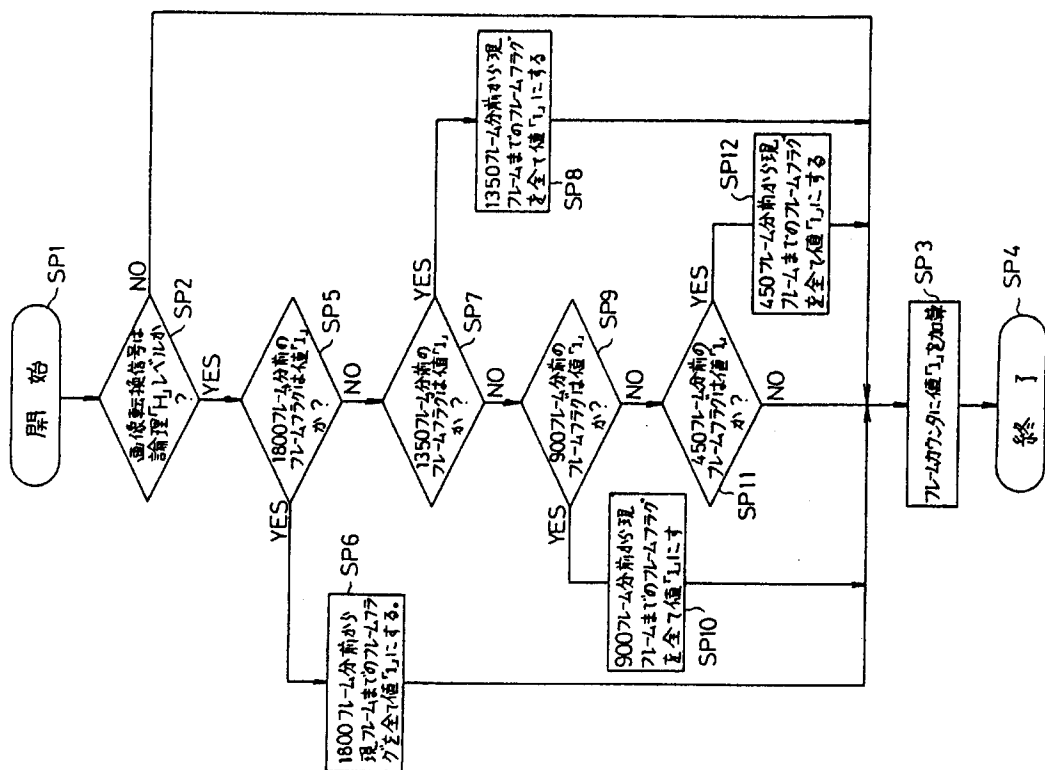 開 始
SP1
画像転換信号は
論理「H」レベルか
?
SP2
NO
YES
1800フレーム分前の
フレームフラグは値「1」
か?
SP5
YES
NO
1800フレーム分前から
現フレームまでのフレームフラ
グを全て値「1」にする。
SP6
1350フレーム分前の
フレームフラグは値「1」
か?
SP7
YES
NO
1350フレーム分前から現
フレームまでのフレームフラグ
を全て値「1」にする
SP8
900フレーム分前の
フレームフラグは値「1」
か?
SP9
YES
NO
900フレーム分前から現
フレームまでのフレームフラグ
を全て値「1」にす
SP10
450フレーム分前の
フレームフラグは値「1」
か?
SP11
YES
NO
450フレーム分前から現
フレームまでのフレームフラグ
を全て値「1」にする
SP12
フレームカウンタに値「1」を加算
SP3
終 了
SP4